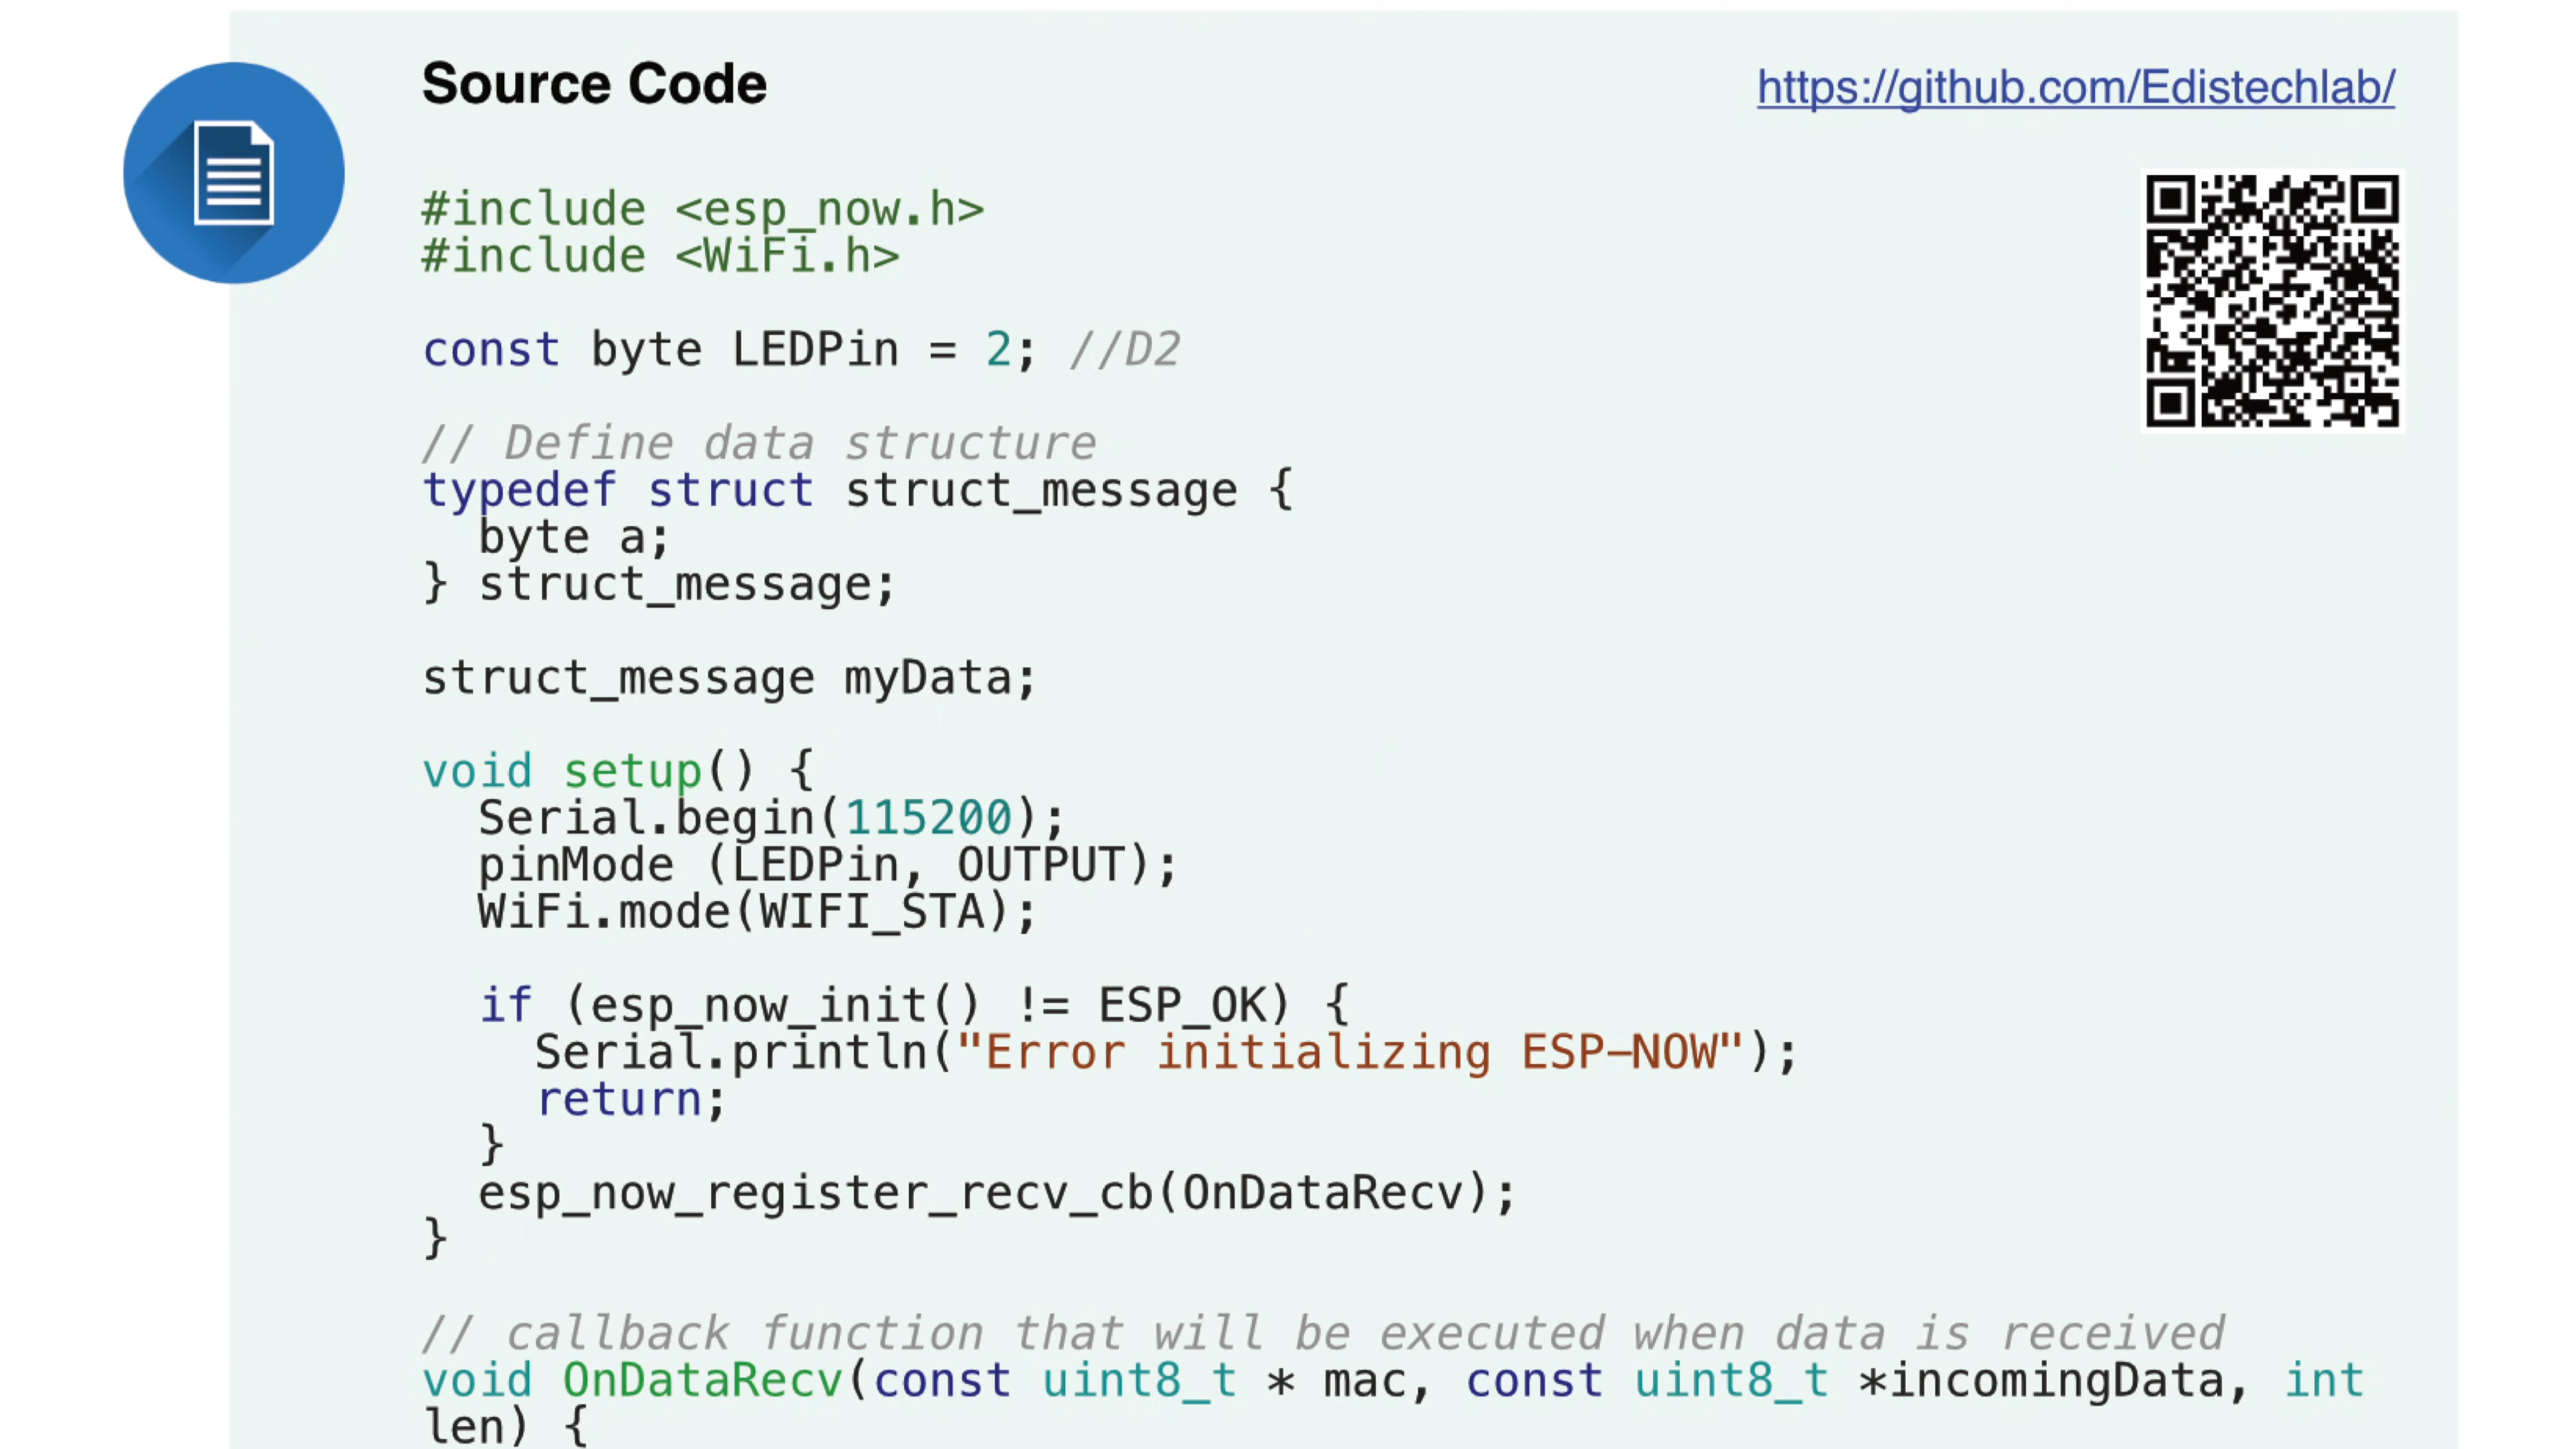 Source Code
https://github.com/Edistechlab/
#include <esp_now.h>
#include <WiFi.h>
const byte LEDPin = 2; //D2
// Define data structure
typedef struct struct_message {
  byte a;
} struct_message;
struct_message myData;
void setup() {
  Serial.begin(115200);
  pinMode (LEDPin, OUTPUT);
  WiFi.mode(WIFI_STA);
  if (esp_now_init() != ESP_OK) {
    Serial.println("Error initializing ESP-NOW");
    return;
  }
  esp_now_register_recv_cb(OnDataRecv);
}
// callback function that will be executed when data is received
void OnDataRecv(const uint8_t * mac, const uint8_t *incomingData, int
len) {